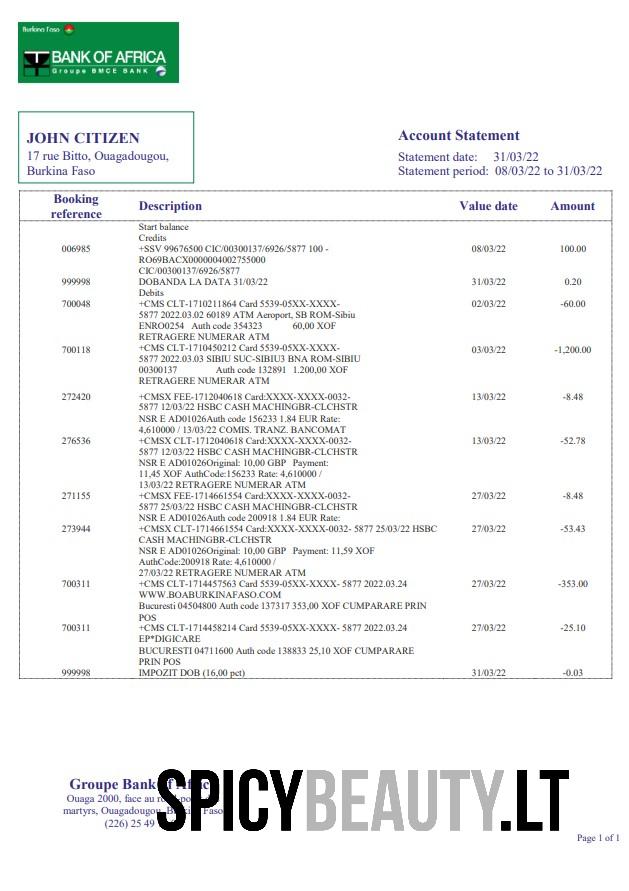 Burkina Faso
BANK OF AFRICA
Groupe BMCE BANK
JOHN CITIZEN
17 rue Bitto, Ouagadougou,
Burkina Faso
Account Statement
Statement date: 31/03/22
Statement period: 08/03/22 to 31/03/22
Booking reference Description Value date Amount
Start balance
Credits
006985 +SSV 99676500 CIC/00300137/6926/5877 100 - 08/03/22 100.00
RO69BACX0000004002755000
CIC/00300137/6926/5877
999998 DOBANDA LA DATA 31/03/22 31/03/22 0.20
Debits
700048 +CMS CLT-1710211864 Card 5539-05XX-XXXX- 02/03/22 -60.00
5877 2022.03.02 60189 ATM Aeroport, SB ROM-Sibiu
ENRO0254 Auth code 354323 60,00 XOF
RETRAGERE NUMERAR ATM
700118 +CMS CLT-1710450212 Card 5539-05XX-XXXX- 03/03/22 -1,200.00
5877 2022.03.03 SIBIU SUC-SIBIU3 BNA ROM-SIBIU
00300137 Auth code 132891 1.200,00 XOF
RETRAGERE NUMERAR ATM
272420 +CMSX FEE-1712040618 Card:XXXX-XXXX-0032- 13/03/22 -8.48
5877 12/03/22 HSBC CASH MACHINGBR-CLCHSTR
NSR E AD01026Auth code 156233 1.84 EUR Rate:
4,610000 / 13/03/22 COMIS. TRANZ. BANCOMAT
276536 +CMSX CLT-1712040618 Card:XXXX-XXXX-0032- 13/03/22 -52.78
5877 12/03/22 HSBC CASH MACHINGBR-CLCHSTR
NSR E AD01026Original: 10,00 GBP Payment:
11,45 XOF AuthCode:156233 Rate: 4,610000 /
13/03/22 RETRAGERE NUMERAR ATM
271155 +CMSX FEE-1714661554 Card:XXXX-XXXX-0032- 27/03/22 -8.48
5877 25/03/22 HSBC CASH MACHINGBR-CLCHSTR
NSR E AD01026Auth code 200918 1.84 EUR Rate:
273944 +CMSX CLT-1714661554 Card:XXXX-XXXX-0032- 5877 25/03/22 HSBC 27/03/22 -53.43
CASH MACHINGBR-CLCHSTR
NSR E AD01026Original: 10,00 GBP Payment: 11,59 XOF
AuthCode:200918 Rate: 4,610000 /
27/03/22 RETRAGERE NUMERAR ATM
700311 +CMS CLT-1714457563 Card 5539-05XX-XXXX- 5877 2022.03.24 27/03/22 -353.00
WWW.BOABURKINAFASO.COM
Bucuresti 04504800 Auth code 137317 353,00 XOF CUMPARARE PRIN
POS
700311 +CMS CLT-1714458214 Card 5539-05XX-XXXX- 5877 2022.03.24 27/03/22 -25.10
EP*DIGICARE
BUCURESTI 04711600 Auth code 138833 25,10 XOF CUMPARARE
PRIN POS
999998 IMPOZIT DOB (16,00 pct) 31/03/22 -0.03
Groupe Bank
Ouaga 2000, face au
martyrs, Ouagadougou, Faso
(226) 25 49
SPICYBEAUTY.LT
Page 1 of 1